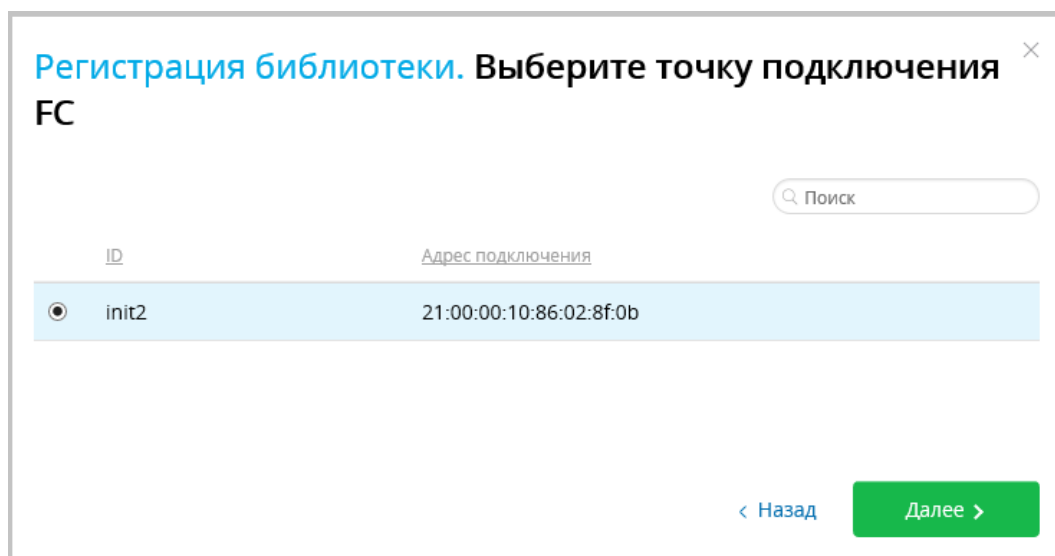 Регистрация библиотеки. Выберите точку подключения
FC
Поиск
ID Адрес подключения
init2 21:00:00:10:86:02:8f:0b
< Назад Далее >